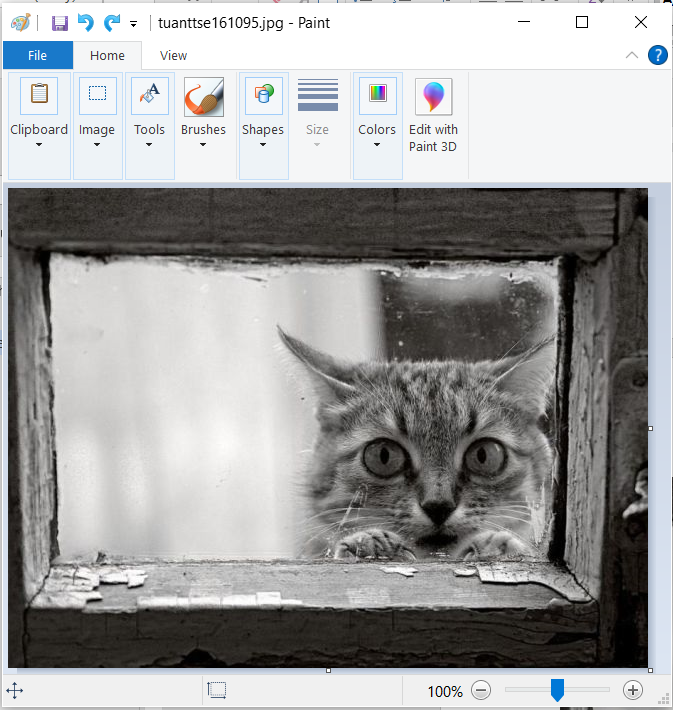 tuanttse161095.jpg - Paint
File
Home
View
?
Clipboard
Image
Tools
Brushes
Shapes
Size
Colors
Edit with
Paint 3D
100%